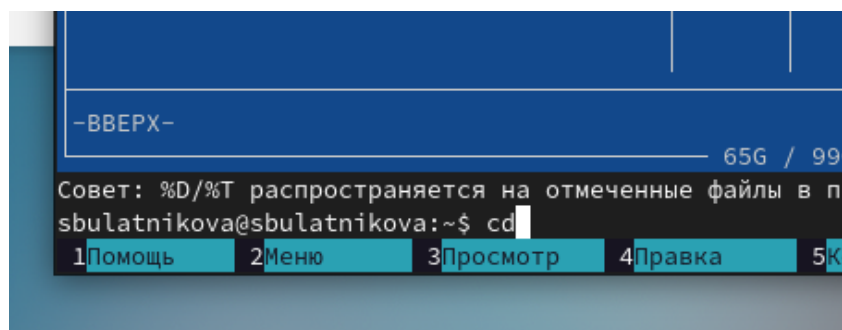 -ВВЕРХ-
65G / 99
Совет: %D/%T распространяется на отмеченные файлы в п
sbulatnikova@sbulatnikova:~$ cd
1Помощь 2Меню 3Просмотр 4Правка 5К